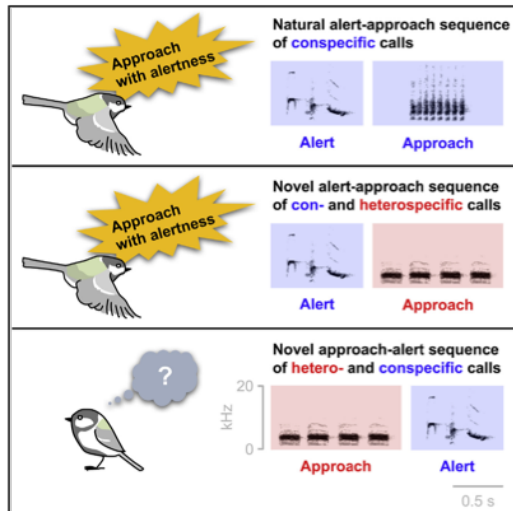 Natural alert-approach sequence
of conspecific calls
Approach
with alertness
Alert
Approach
Novel alert-approach sequence
of con- and heterospecific calls
Approach
with alertness
Alert
Approach
Novel approach-alert sequence
of hetero- and conspecific calls
?
20
kHz
0
Approach
Alert
0.5 s